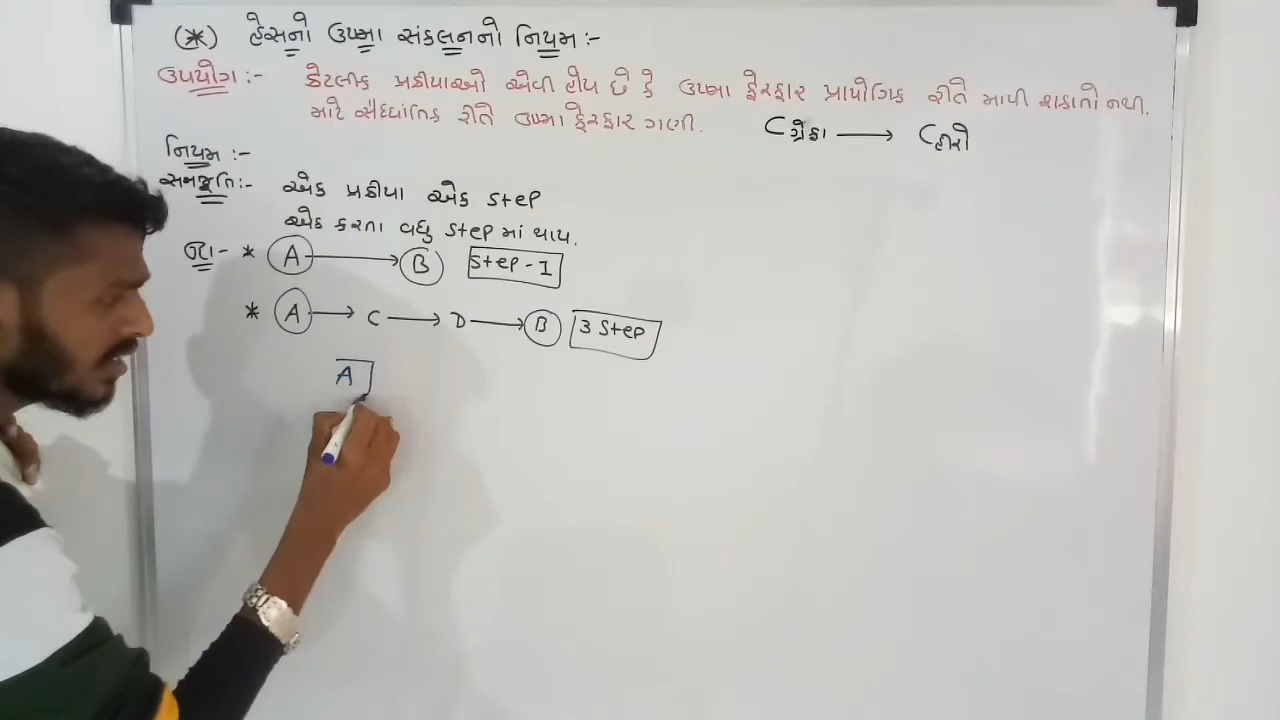 (*) હેસનો ઉષ્મા સંકલનનો નિયમ :-
ઉપયોગ :- કેટલીક પ્રક્રીયાઓ એવી હોય છે કે ઉષ્મા ફેરફાર પ્રાયોગિક રીતે માપી શકાતો નથી.
માટે સૈધ્ધાંતિક રીતે ઉષ્મા ફેરફાર ગણી. C ગ્રેફા ⟶ C હીરો
નિયમ :-
સમજૂતિ :- એક પ્રક્રીયા એક step
એક કરતા વધુ step માં થાય.
દા :- * A ⟶ B step - 1
* A ⟶ C ⟶ D ⟶ B 3 step
A